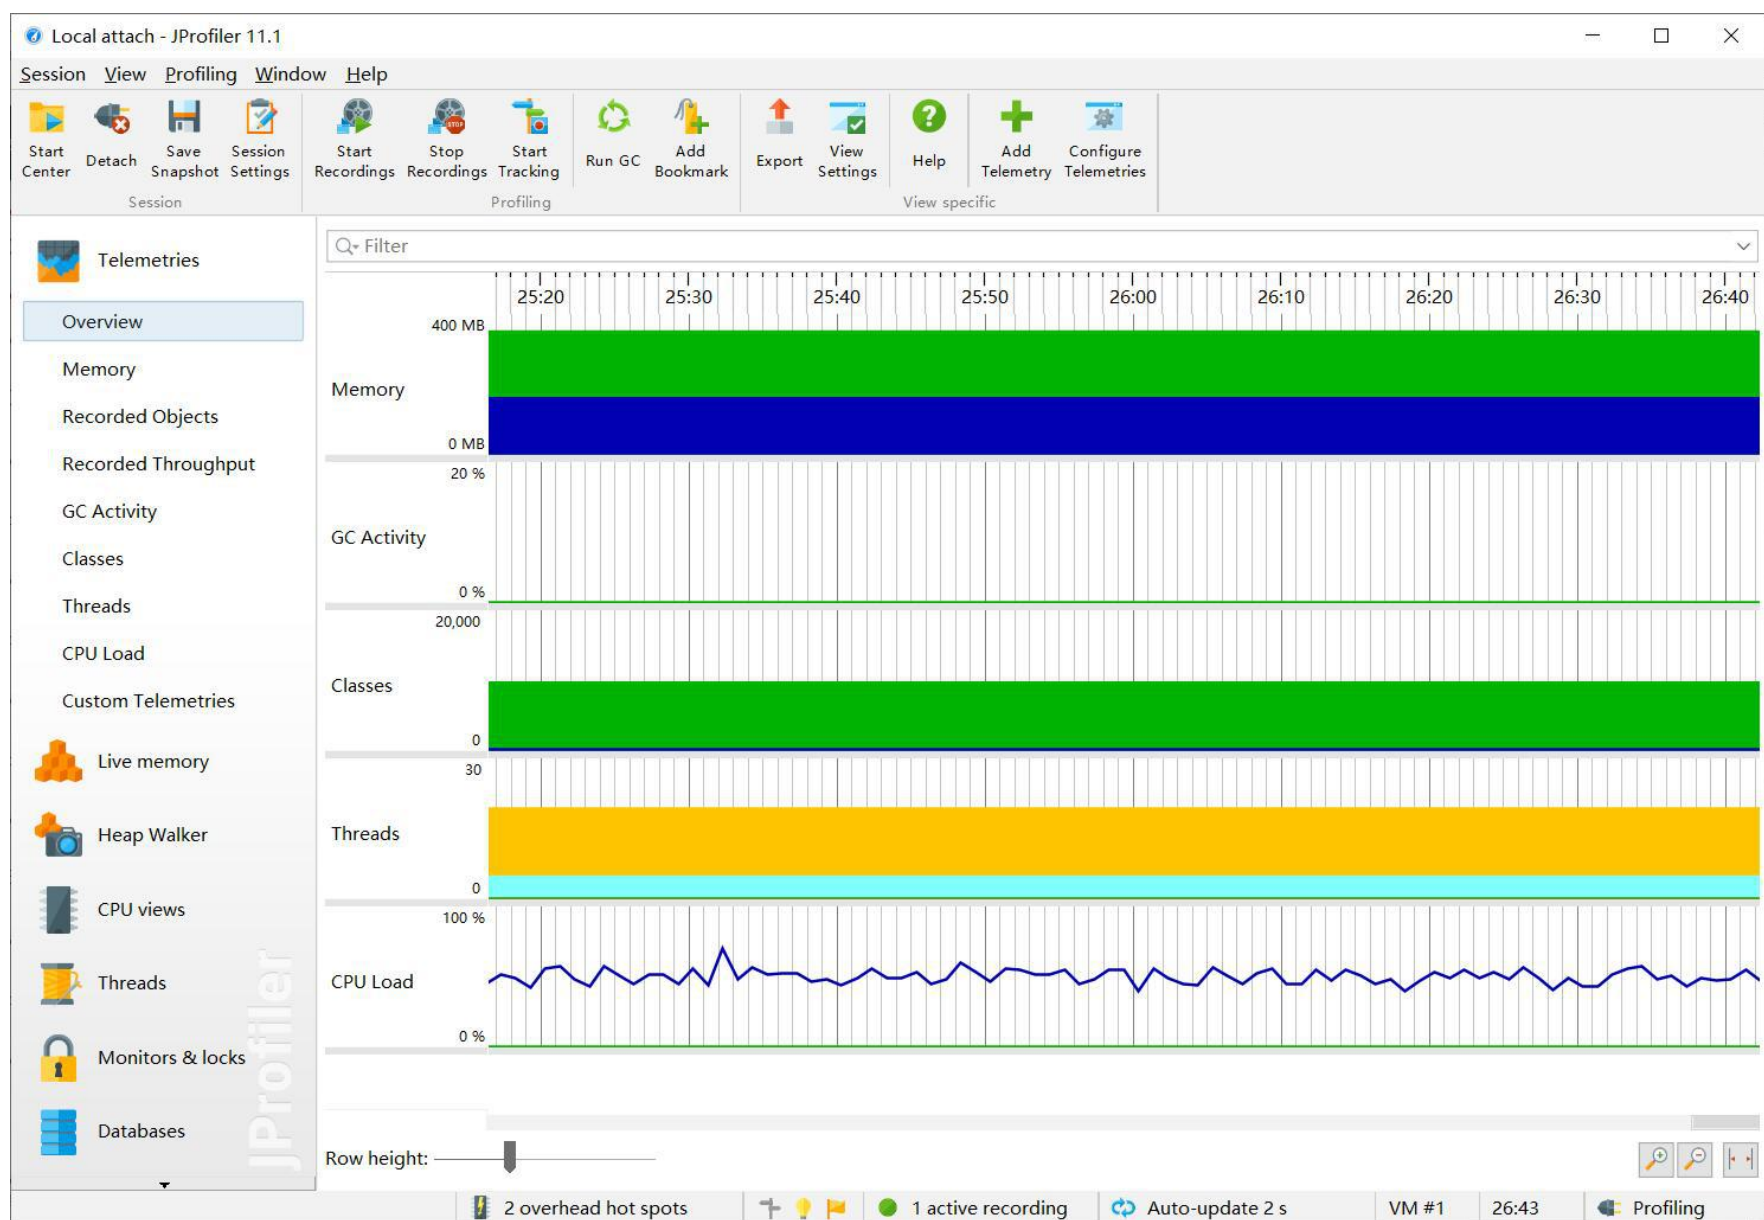 Local attach - JProfiler 11.1
Session View Profiling Window Help
Start Center
Detach
Save Snapshot
Session Settings
Start Recordings
Stop Recordings
Start Tracking
Run GC
Add Bookmark
Export
View Settings
Help
Add Telemetry
Configure Telemetries
Session
Profiling
View specific
Telemetries
Overview
Memory
Recorded Objects
Recorded Throughput
GC Activity
Classes
Threads
CPU Load
Custom Telemetries
Live memory
Heap Walker
CPU views
Threads
Monitors & locks
Databases
JProfiler
Filter
25:20 25:30 25:40 25:50 26:00 26:10 26:20 26:30 26:40
400 MB
Memory
0 MB
20 %
GC Activity
0 %
20,000
Classes
0
30
Threads
0
100 %
CPU Load
0 %
Row height:
2 overhead hot spots
1 active recording
Auto-update 2 s
VM #1
26:43
Profiling